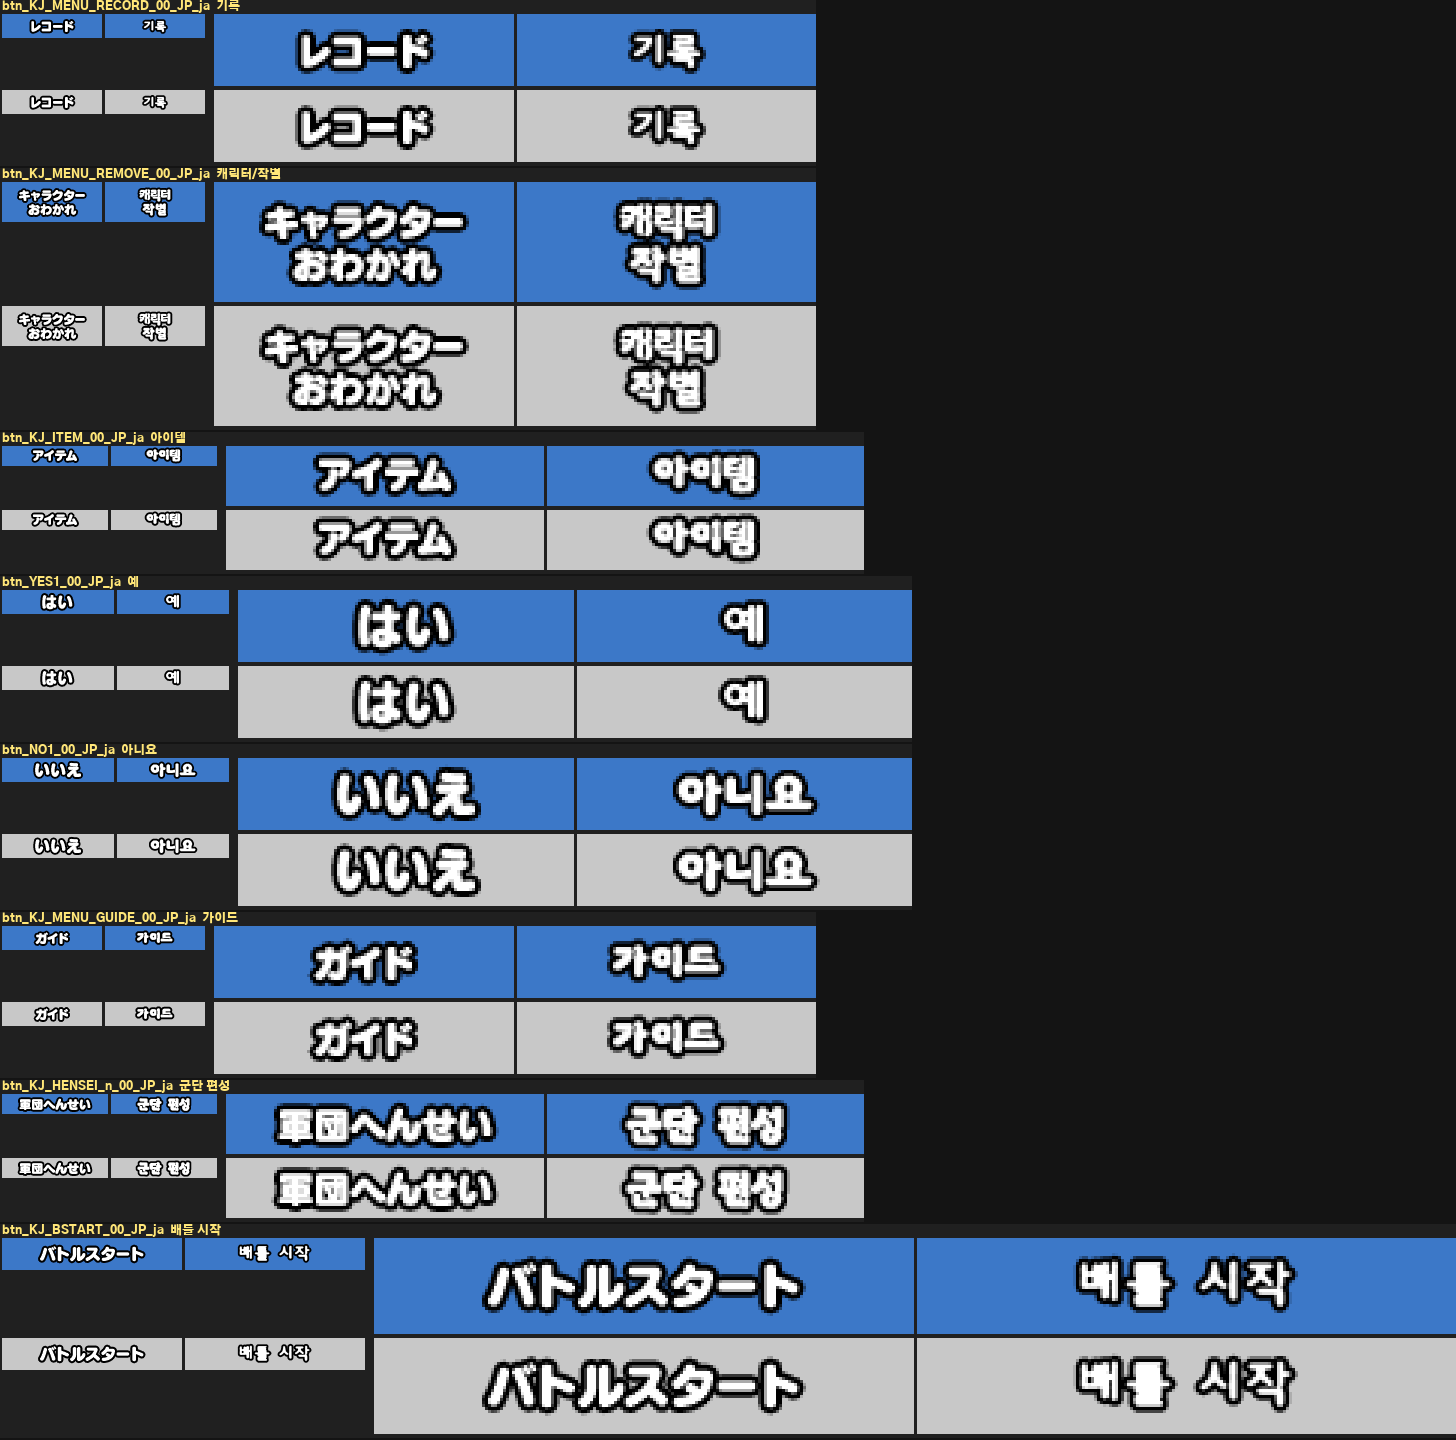 btn_KJ_MENU_RECORD_00_JP_ja 기록
レコード 기록 レコード 기록
レコード 기록 レコード 기록
btn_KJ_MENU_REMOVE_00_JP_ja 캐릭터/작별
キャラクター 캐릭터 キャラクター 캐릭터
おわかれ 작별 おわかれ 작별
キャラクター 캐릭터 キャラクター 캐릭터
おわかれ 작별 おわかれ 작별
btn_KJ_ITEM_00_JP_ja 아이템
アイテム 아이템 アイテム 아이템
アイテム 아이템 アイテム 아이템
btn_YES1_00_JP_ja 예
はい 예 はい 예
はい 예 はい 예
btn_NO1_00_JP_ja 아니요
いいえ 아니요 いいえ 아니요
いいえ 아니요 いいえ 아니요
btn_KJ_MENU_GUIDE_00_JP_ja 가이드
ガイド 가이드 ガイド 가이드
ガイド 가이드 ガイド 가이드
btn_KJ_HENSEI_n_00_JP_ja 군단 편성
軍団へんせい 군단 편성 軍団へんせい 군단 편성
軍団へんせい 군단 편성 軍団へんせい 군단 편성
btn_KJ_BSTART_00_JP_ja 배틀 시작
バトルスタート 배틀 시작 バトルスタート 배틀 시작
バトルスタート 배틀 시작 バトルスタート 배틀 시작